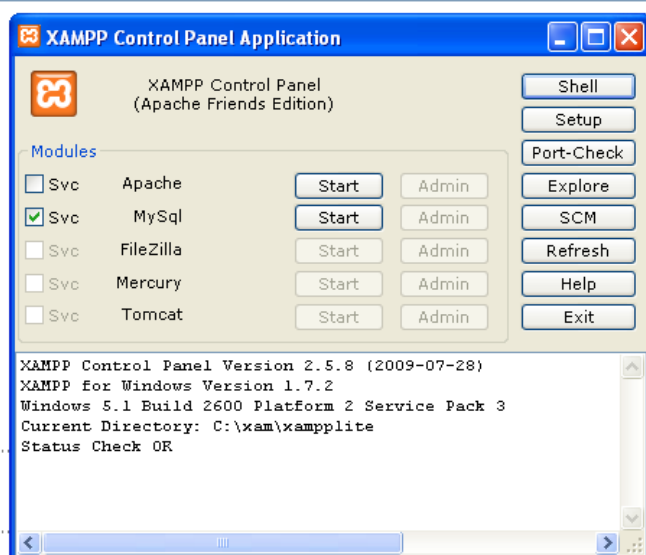 XAMPP Control Panel Application
XAMPP Control Panel
(Apache Friends Edition)
Shell
Setup
Port-Check
Explore
SCM
Refresh
Help
Exit
Modules
Svc Apache Start Admin
Svc MySql Start Admin
Svc FileZilla Start Admin
Svc Mercury Start Admin
Svc Tomcat Start Admin
XAMPP Control Panel Version 2.5.8 (2009-07-28)
XAMPP for Windows Version 1.7.2
Windows 5.1 Build 2600 Platform 2 Service Pack 3
Current Directory: C:\xam\xampplite
Status Check OK